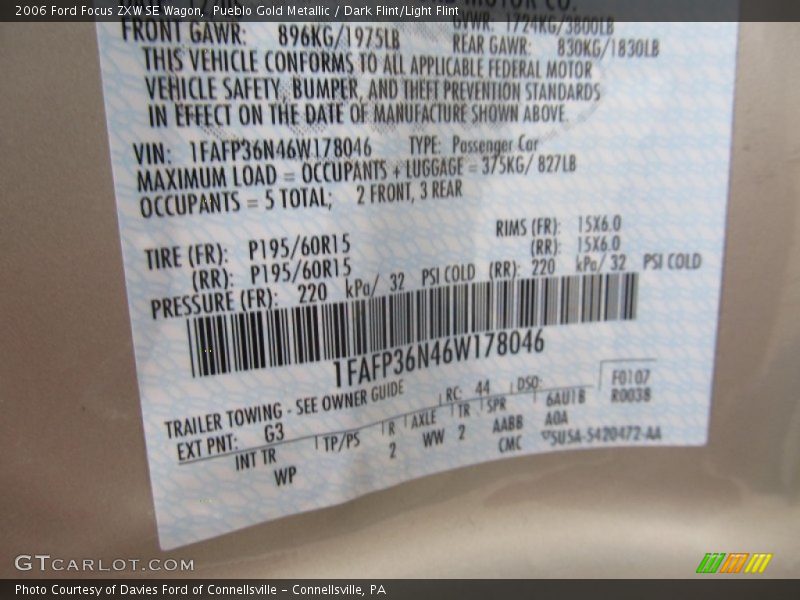 2006 Ford Focus ZXW SE Wagon, Pueblo Gold Metallic / Dark Flint/Light Flint
GVWR: 1724KG/3800LB
FRONT GAWR: 896KG/1975LB REAR GAWR: 830KG/1830LB
THIS VEHICLE CONFORMS TO ALL APPLICABLE FEDERAL MOTOR
VEHICLE SAFETY, BUMPER, AND THEFT PREVENTION STANDARDS
IN EFFECT ON THE DATE OF MANUFACTURE SHOWN ABOVE.
VIN: 1FAFP36N46W178046 TYPE: Passenger Car
MAXIMUM LOAD = OCCUPANTS + LUGGAGE = 375KG/ 827LB
OCCUPANTS = 5 TOTAL; 2 FRONT, 3 REAR
TIRE (FR): P195/60R15 RIMS (FR): 15X6.0
(RR): P195/60R15 (RR): 15X6.0
PRESSURE (FR): 220 kPa/ 32 PSI COLD (RR): 220 kPa/ 32 PSI COLD
1FAFP36N46W178046
TRAILER TOWING - SEE OWNER GUIDE
EXT PNT: G3 RC: 44 DSO: F0107
R0038
INT TR TP/PS R AXLE TR SPR 6AU1B
WP 2 WW 2 AABB AOA
CMC 5U5A-5420472-AA
GTCARLOT.COM
Photo Courtesy of Davies Ford of Connellsville – Connellsville, PA